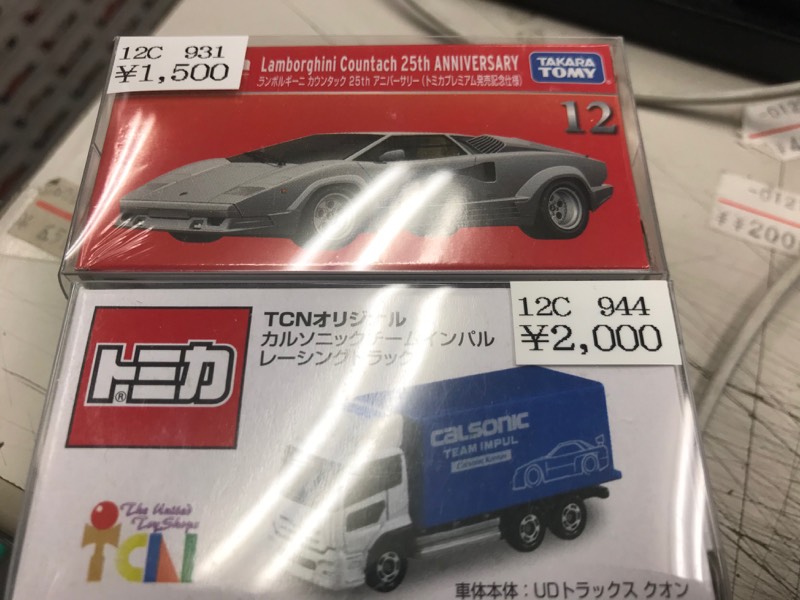 12C 931
¥1,500
Lamborghini Countach 25th ANNIVERSARY
ランボルギーニ カウンタック 25th アニバーサリー (トミカプレミアム発売記念仕様)
TAKARA
TOMY
12
12C 944
¥2,000
TCNオリジナル
カルソニックチームインパル
レーシングトラック
トミカ
®
CALSONIC
TEAM IMPUL
The United
Toy Shops
TCN
車体本体:UDトラックス クオン
-012
-012
¥¥200